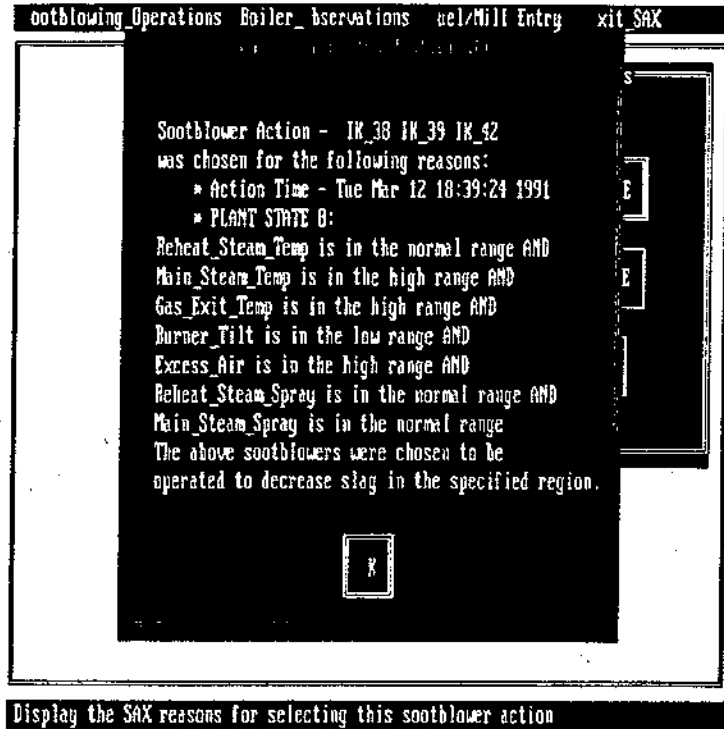 ootblowing_Operations Boiler_ bservations uel/Mill Entry xit_SAX
S
Sootblower Action - IK_38 IK_39 IK_42
was chosen for the following reasons:
* Action Time - Tue Mar 12 18:39:24 1991
* PLANT STATE 8:
Reheat_Steam_Temp is in the normal range AND
Main_Steam_Temp is in the high range AND
Gas_Exit_Temp is in the high range AND
Burner_Tilt is in the low range AND
Excess_Air is in the high range AND
Reheat_Steam_Spray is in the normal range AND
Main_Steam_Spray is in the normal range
The above sootblowers were chosen to be
operated to decrease slag in the specified region.
E
E
K
Display the SAX reasons for selecting this sootblower action